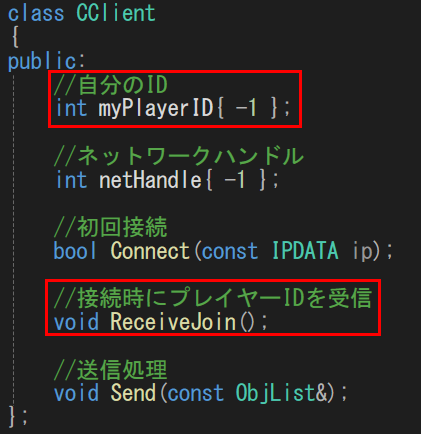 class CClient
{
public:
//自分のID
int myPlayerID{ -1 };
//ネットワークハンドル
int netHandle{ -1 };
//初回接続
bool Connect(const IPDATA ip);
//接続時にプレイヤーIDを受信
void ReceiveJoin();
//送信処理
void Send(const ObjList&);
};